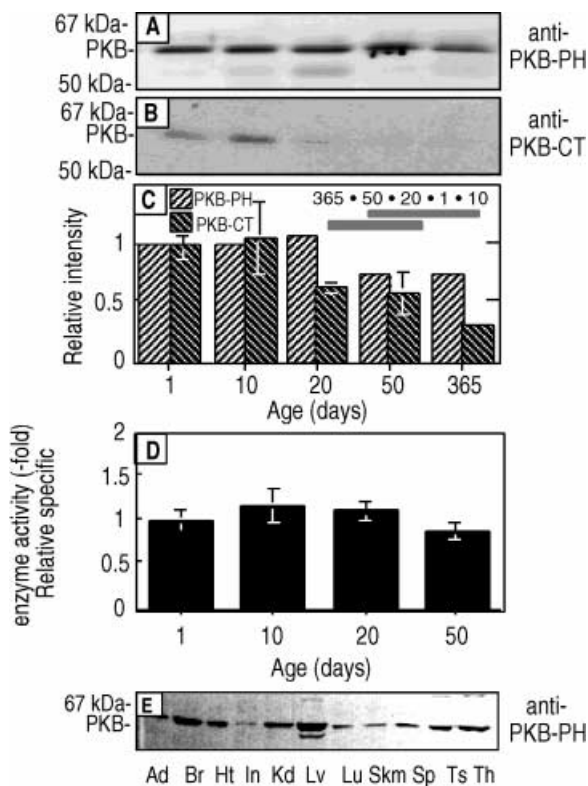 67 kDa-
PKB-
50 kDa-
A
anti-
PKB-PH
67 kDa-
PKB-
50 kDa-
B
anti-
PKB-CT
C
PKB-PH
PKB-CT
365 • 50 • 20 • 1 • 10
Relative intensity
1
0.5
0
1 10 20 50 365
Age (days)
D
enzyme activity (-fold)
Relative specific
2
1.5
1
0.5
0
1 10 20 50
Age (days)
67 kDa-
PKB-
E
anti-
PKB-PH
Ad Br Ht In Kd Lv Lu Skm Sp Ts Th